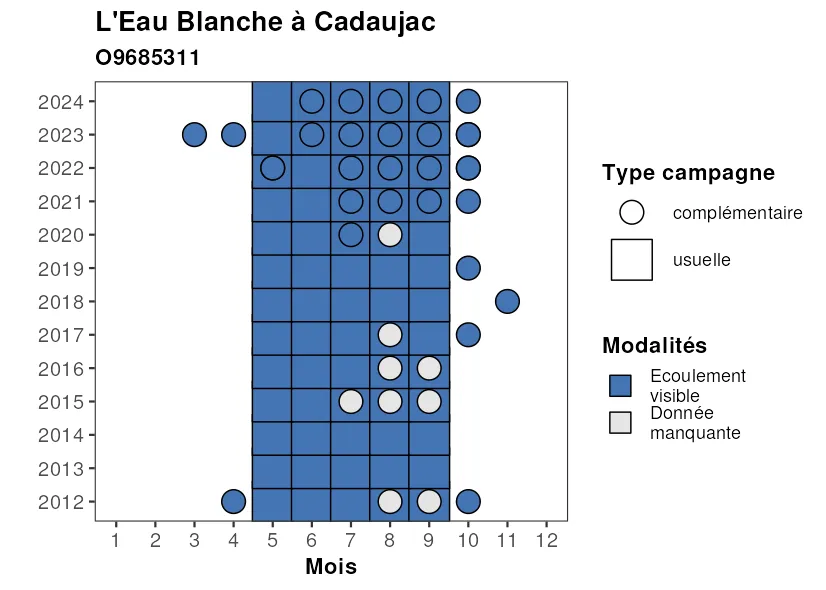 L'Eau Blanche à Cadaujac
O9685311
2024
2023
2022
2021
2020
2019
2018
2017
2016
2015
2014
2013
2012
1 2 3 4 5 6 7 8 9 10 11 12
Mois
Type campagne
complémentaire
usuelle
Modalités
Ecoulement
visible
Donnée
manquante